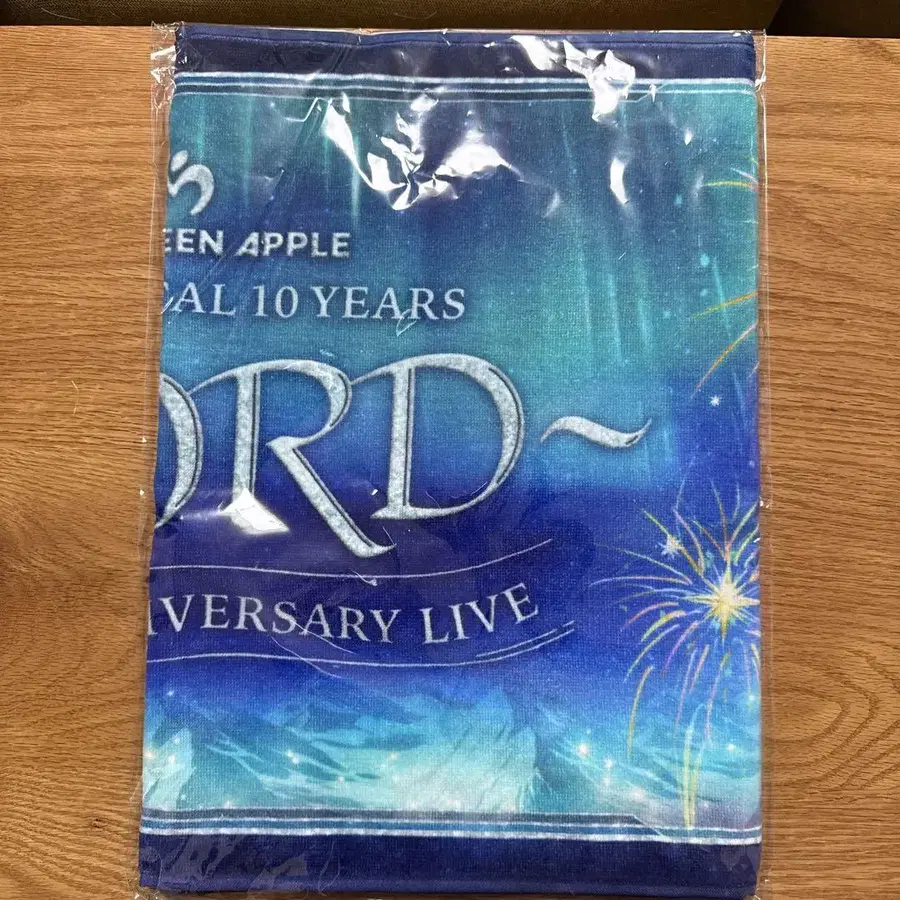 EEN APPLE
CAL 10 YEARS
ORD~
IVERSARY LIVE